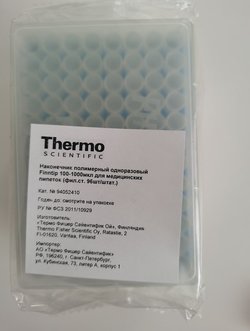 Thermo
SCIENTIFIC
Наконечник полимерный одноразовый
Finntip 100-1000мкл для медицинских
пипеток (фил.ст. 96шт/штат.)
Кат. № 94052410
Годен до: смотрите на упаковке
РУ № ФСЗ 2011/10929
Изготовитель:
«Термо Фишер Сайентифик Ой», Финляндия
Thermo Fisher Scientific Oy, Ratastie, 2
FI-01620, Vantaa, Finland
Импортер:
АО «Термо Фишер Сайентифик»
РФ, 196240, г. Санкт-Петербург
ул. Кубинская, 73, литер А, корпус 1